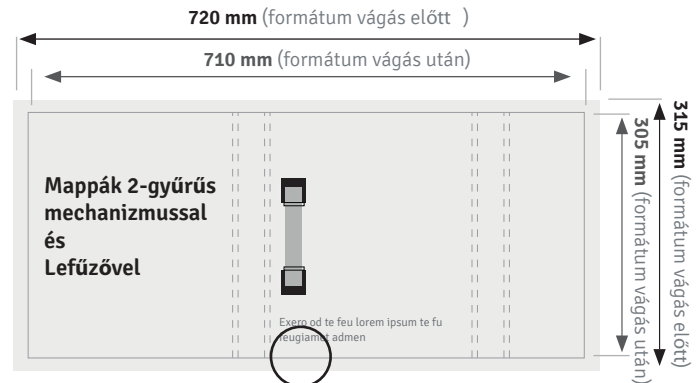 720 mm (formátum vágás előtt )
710 mm (formátum vágás után)
Mappák 2-gyűrűs
mechanizmussal
és
Lefűzővel
Exero od te feu lorem ipsum te fu
feugiamet admen
305 mm (formátum vágás után)
315 mm (formátum vágás előtt)